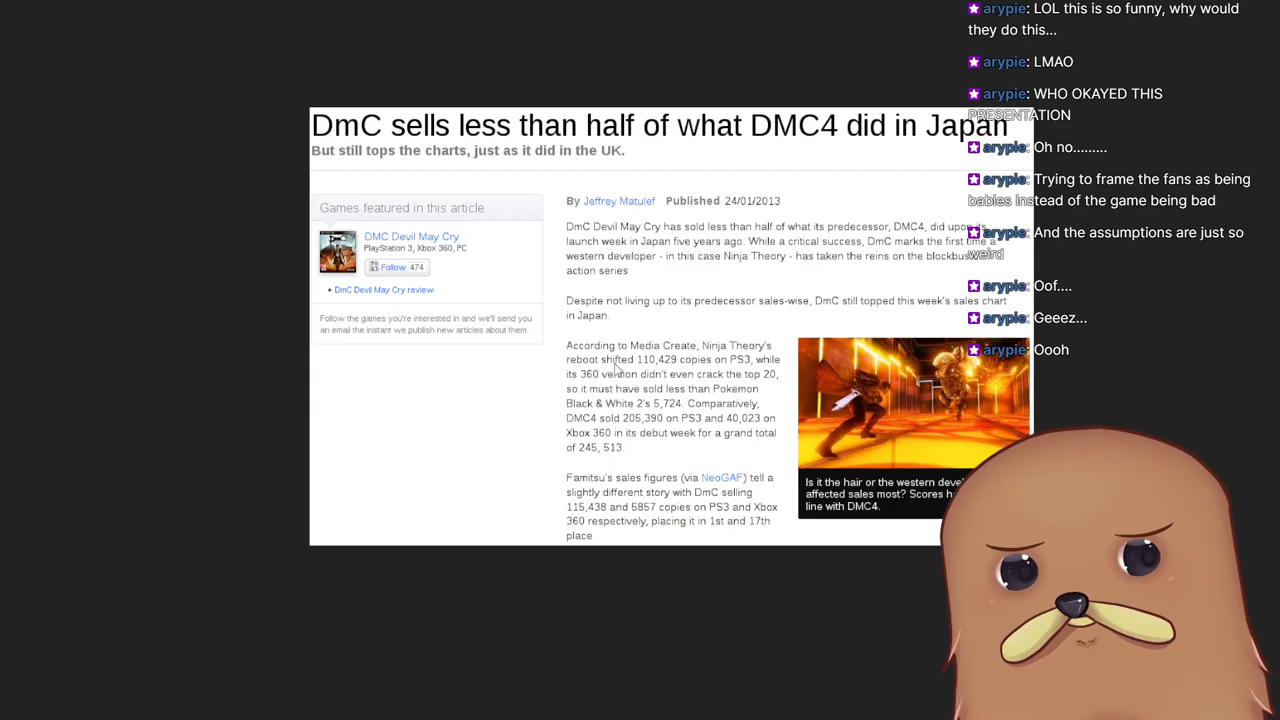 DmC sells less than half of what DMC4 did in Japan
But still tops the charts, just as it did in the UK.
Games featured in this article
DMC Devil May Cry
PlayStation 3, Xbox 360, PC
Follow 474
• DmC Devil May Cry review
Follow the games you're interested in and we'll send you
an email the instant we publish new articles about them.
By Jeffrey Matulef Published 24/01/2013
DmC Devil May Cry has sold less than half of what its predecessor, DMC4, did upon its
launch week in Japan five years ago. While a critical success, DmC marks the first time a
western developer - in this case Ninja Theory - has taken the reins on the blockbus
action series.
Despite not living up to its predecessor sales-wise, DmC still topped this week's sales chart
in Japan.
According to Media Create, Ninja Theory's
reboot shifted 110,429 copies on PS3, while
its 360 version didn't even crack the top 20,
so it must have sold less than Pokemon
Black & White 2's 5,724. Comparatively,
DMC4 sold 205,390 on PS3 and 40,023 on
Xbox 360 in its debut week for a grand total
of 245, 513.
Famitsu's sales figures (via NeoGAF) tell a
slightly different story with DmC selling
115,438 and 5857 copies on PS3 and Xbox
360 respectively, placing it in 1st and 17th
place.
Is it the hair or the western deve
affected sales most? Scores h
line with DMC4.
arypie: LOL this is so funny, why would
they do this...
arypie: LMAO
arypie: WHO OKAYED THIS
PRESENTATION
arypie: Oh no.........
arypie: Trying to frame the fans as being
babies instead of the game being bad
arypie: And the assumptions are just so
weird
arypie: Oof....
arypie: Geeez...
arypie: Oooh